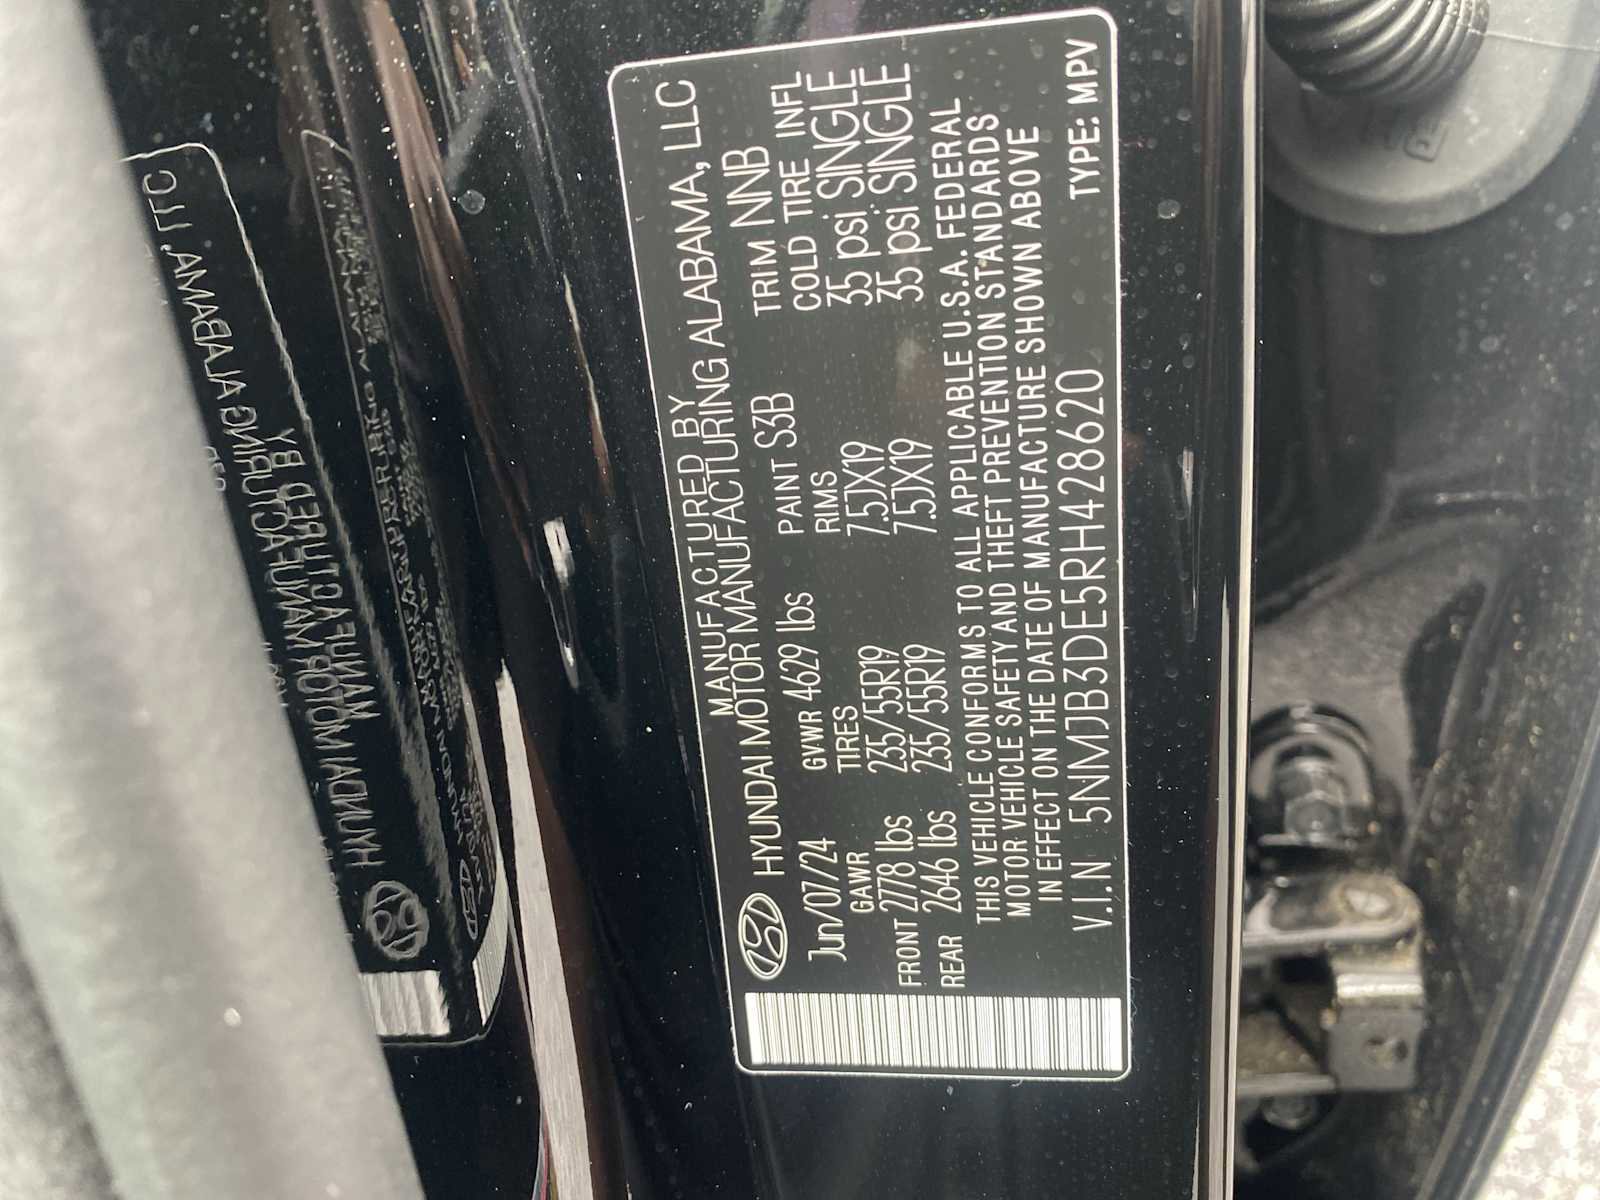 MANUFACTURED BY
HYUNDAI MOTOR MANUFACTURING ALABAMA, LLC
Jun/07/24 GVWR 4629 lbs PAINT S3B TRIM NNB
GAWR TIRES RIMS COLD TIRE INFL
FRONT 2778 lbs 235/55R19 7.5JX19 35 psi SINGLE
REAR 2646 lbs 235/55R19 7.5JX19 35 psi SINGLE
THIS VEHICLE CONFORMS TO ALL APPLICABLE U.S.A. FEDERAL
MOTOR VEHICLE SAFETY AND THEFT PREVENTION STANDARDS
IN EFFECT ON THE DATE OF MANUFACTURE SHOWN ABOVE
V.I.N 5NMJB3DE5RH428620 TYPE: MPV